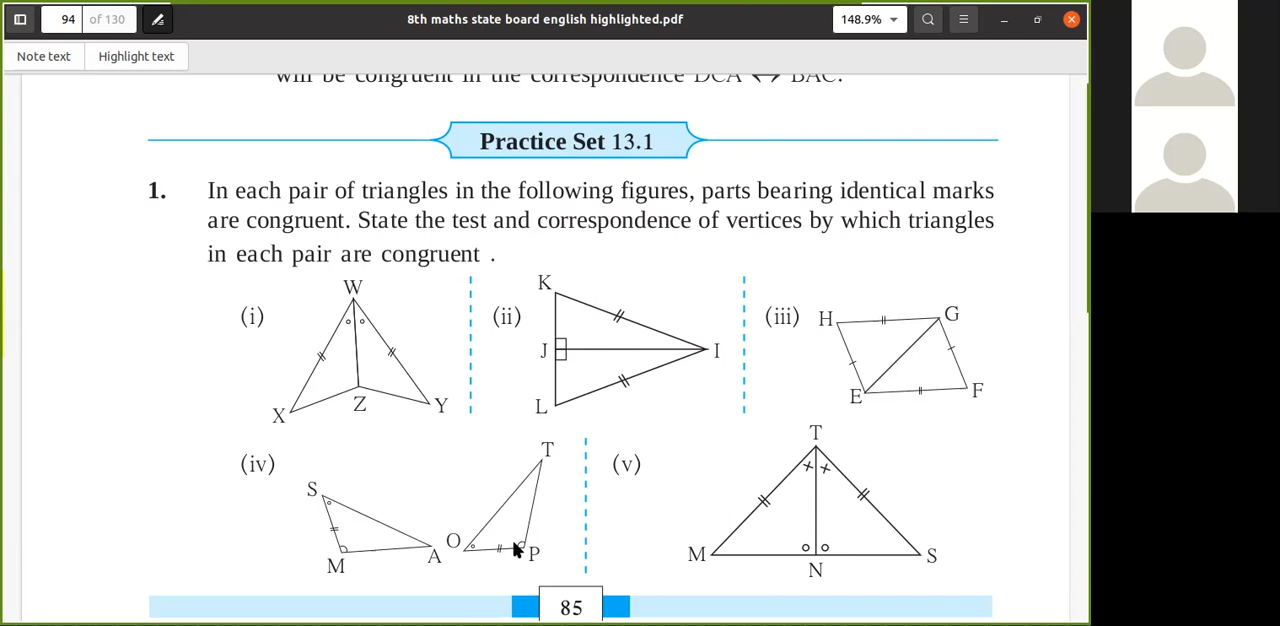 94 of 130
8th maths state board english highlighted.pdf
148.9%
Note text
Highlight text
will be congruent in the correspondence DCA ↔ BAC.
Practice Set 13.1
1. In each pair of triangles in the following figures, parts bearing identical marks
are congruent. State the test and correspondence of vertices by which triangles
in each pair are congruent .
(i)
W
X
Z
Y
(ii)
K
J
I
L
(iii)
H
G
E
F
(iv)
S
M
A
T
O
P
(v)
T
M
N
S
85